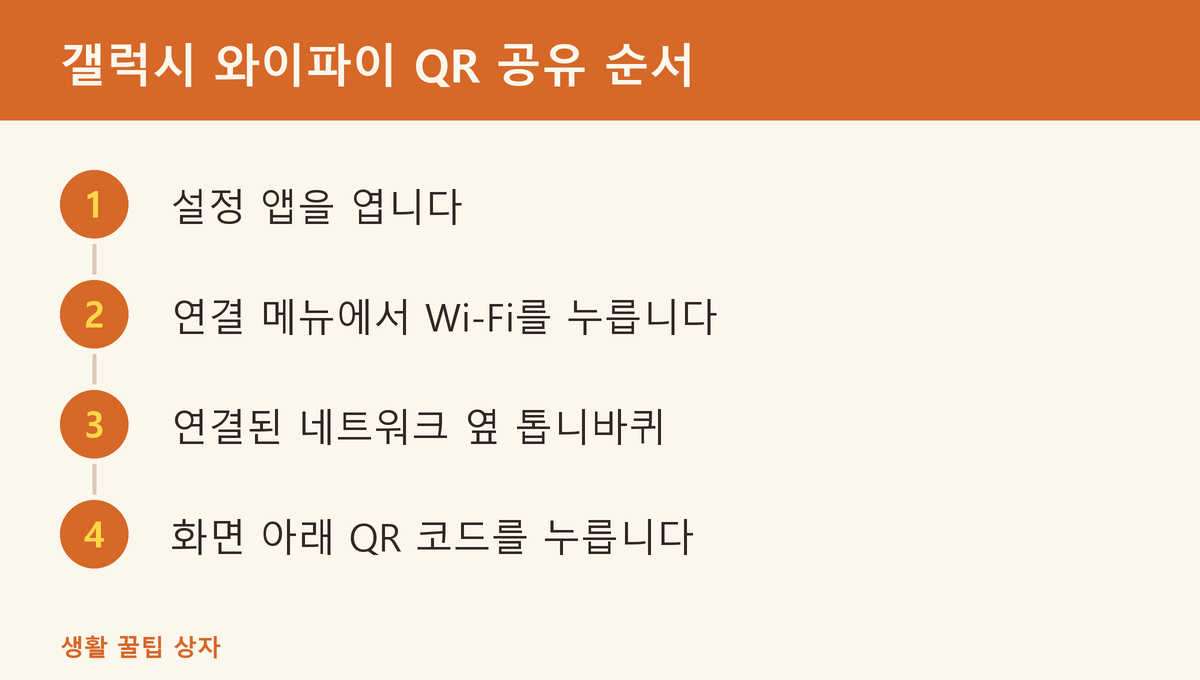 갤럭시 와이파이 QR 공유 순서
1 설정 앱을 엽니다
2 연결 메뉴에서 Wi-Fi를 누릅니다
3 연결된 네트워크 옆 톱니바퀴
4 화면 아래 QR 코드를 누릅니다
생활 꿀팁 상자